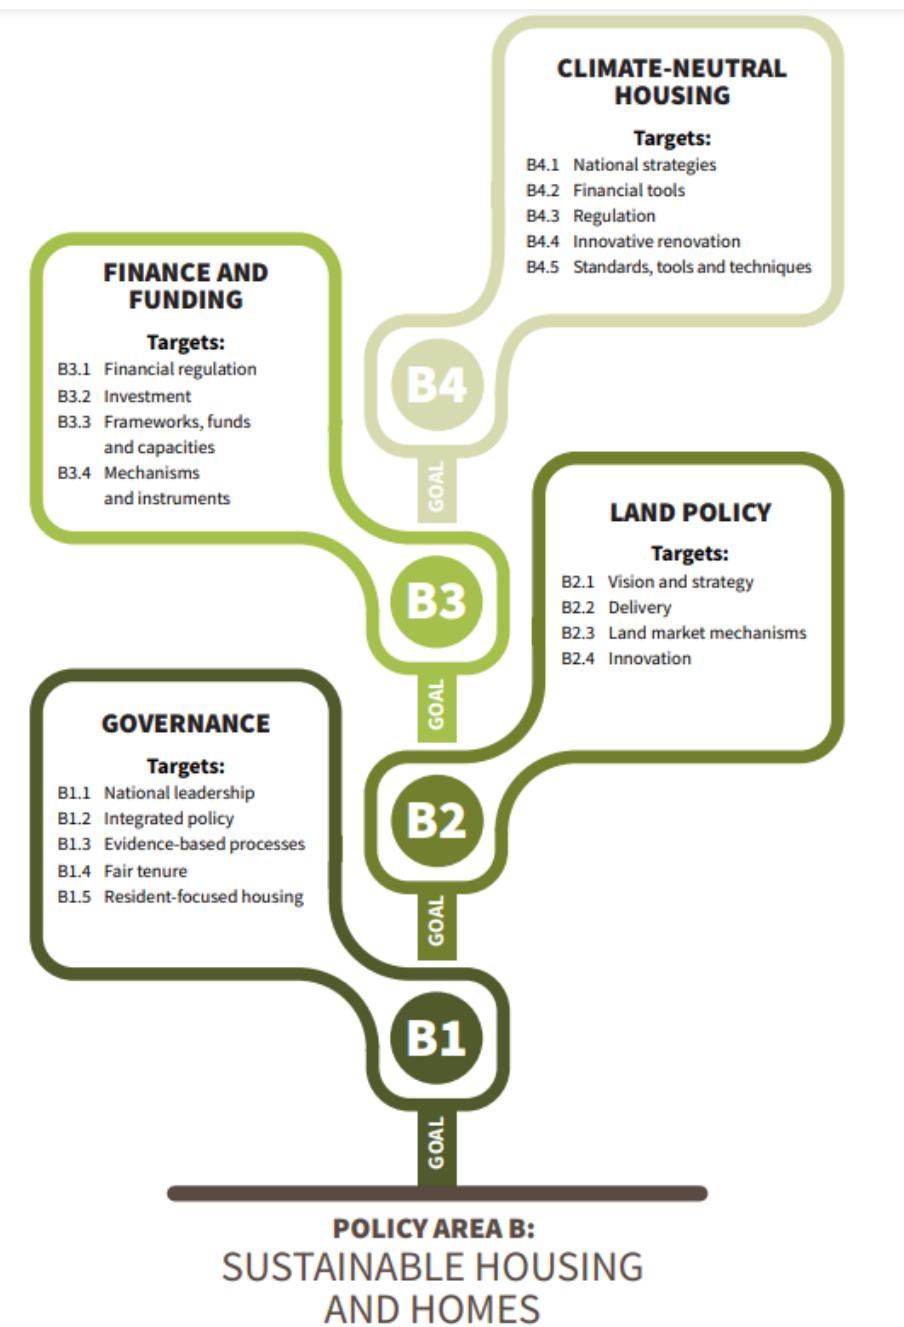 CLIMATE-NEUTRAL
HOUSING
Targets:
B4.1 National strategies
B4.2 Financial tools
B4.3 Regulation
B4.4 Innovative renovation
B4.5 Standards, tools and techniques
B4
GOAL
FINANCE AND
FUNDING
Targets:
B3.1 Financial regulation
B3.2 Investment
B3.3 Frameworks, funds
and capacities
B3.4 Mechanisms
and instruments
B3
GOAL
LAND POLICY
Targets:
B2.1 Vision and strategy
B2.2 Delivery
B2.3 Land market mechanisms
B2.4 Innovation
B2
GOAL
GOVERNANCE
Targets:
B1.1 National leadership
B1.2 Integrated policy
B1.3 Evidence-based processes
B1.4 Fair tenure
B1.5 Resident-focused housing
B1
GOAL
POLICY AREA B:
SUSTAINABLE HOUSING
AND HOMES